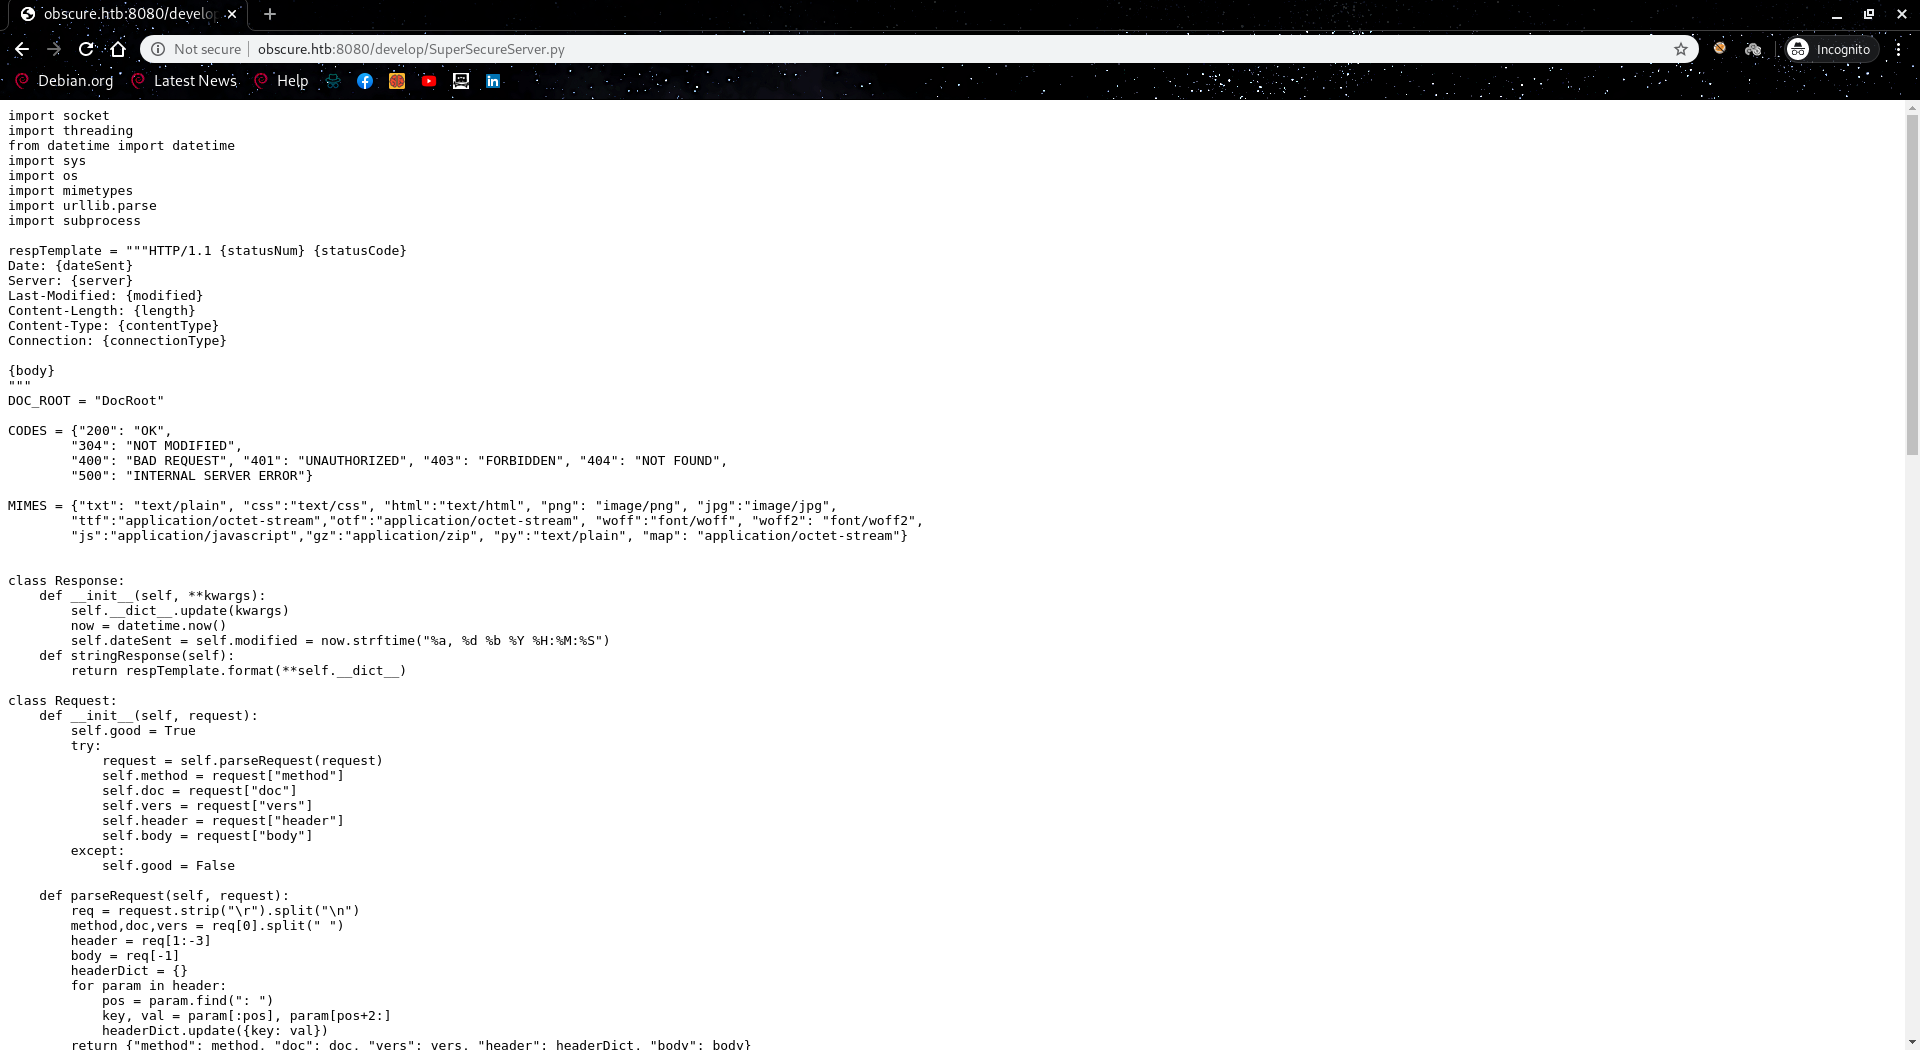 obscure.htb:8080/develo
Not secure obscure.htb:8080/develop/SuperSecureServer.py Incognito
Debian.org Latest News Help
import socket
import threading
from datetime import datetime
import sys
import os
import mimetypes
import urllib.parse
import subprocess

respTemplate = """HTTP/1.1 {statusNum} {statusCode}
Date: {dateSent}
Server: {server}
Last-Modified: {modified}
Content-Length: {length}
Content-Type: {contentType}
Connection: {connectionType}

{body}
"""
DOC_ROOT = "DocRoot"

CODES = {"200": "OK",
        "304": "NOT MODIFIED",
        "400": "BAD REQUEST", "401": "UNAUTHORIZED", "403": "FORBIDDEN", "404": "NOT FOUND",
        "500": "INTERNAL SERVER ERROR"}

MIMES = {"txt": "text/plain", "css":"text/css", "html":"text/html", "png": "image/png", "jpg":"image/jpg",
        "ttf":"application/octet-stream","otf":"application/octet-stream", "woff":"font/woff", "woff2": "font/woff2",
        "js":"application/javascript","gz":"application/zip", "py":"text/plain", "map": "application/octet-stream"}


class Response:
    def __init__(self, **kwargs):
        self.__dict__.update(kwargs)
        now = datetime.now()
        self.dateSent = self.modified = now.strftime("%a, %d %b %Y %H:%M:%S")
    def stringResponse(self):
        return respTemplate.format(**self.__dict__)

class Request:
    def __init__(self, request):
        self.good = True
        try:
            request = self.parseRequest(request)
            self.method = request["method"]
            self.doc = request["doc"]
            self.vers = request["vers"]
            self.header = request["header"]
            self.body = request["body"]
        except:
            self.good = False

    def parseRequest(self, request):
        req = request.strip("\r").split("\n")
        method,doc,vers = req[0].split(" ")
        header = req[1:-3]
        body = req[-1]
        headerDict = {}
        for param in header:
            pos = param.find(": ")
            key, val = param[:pos], param[pos+2:]
            headerDict.update({key: val})
        return {"method": method, "doc": doc, "vers": vers, "header": headerDict, "body": body}